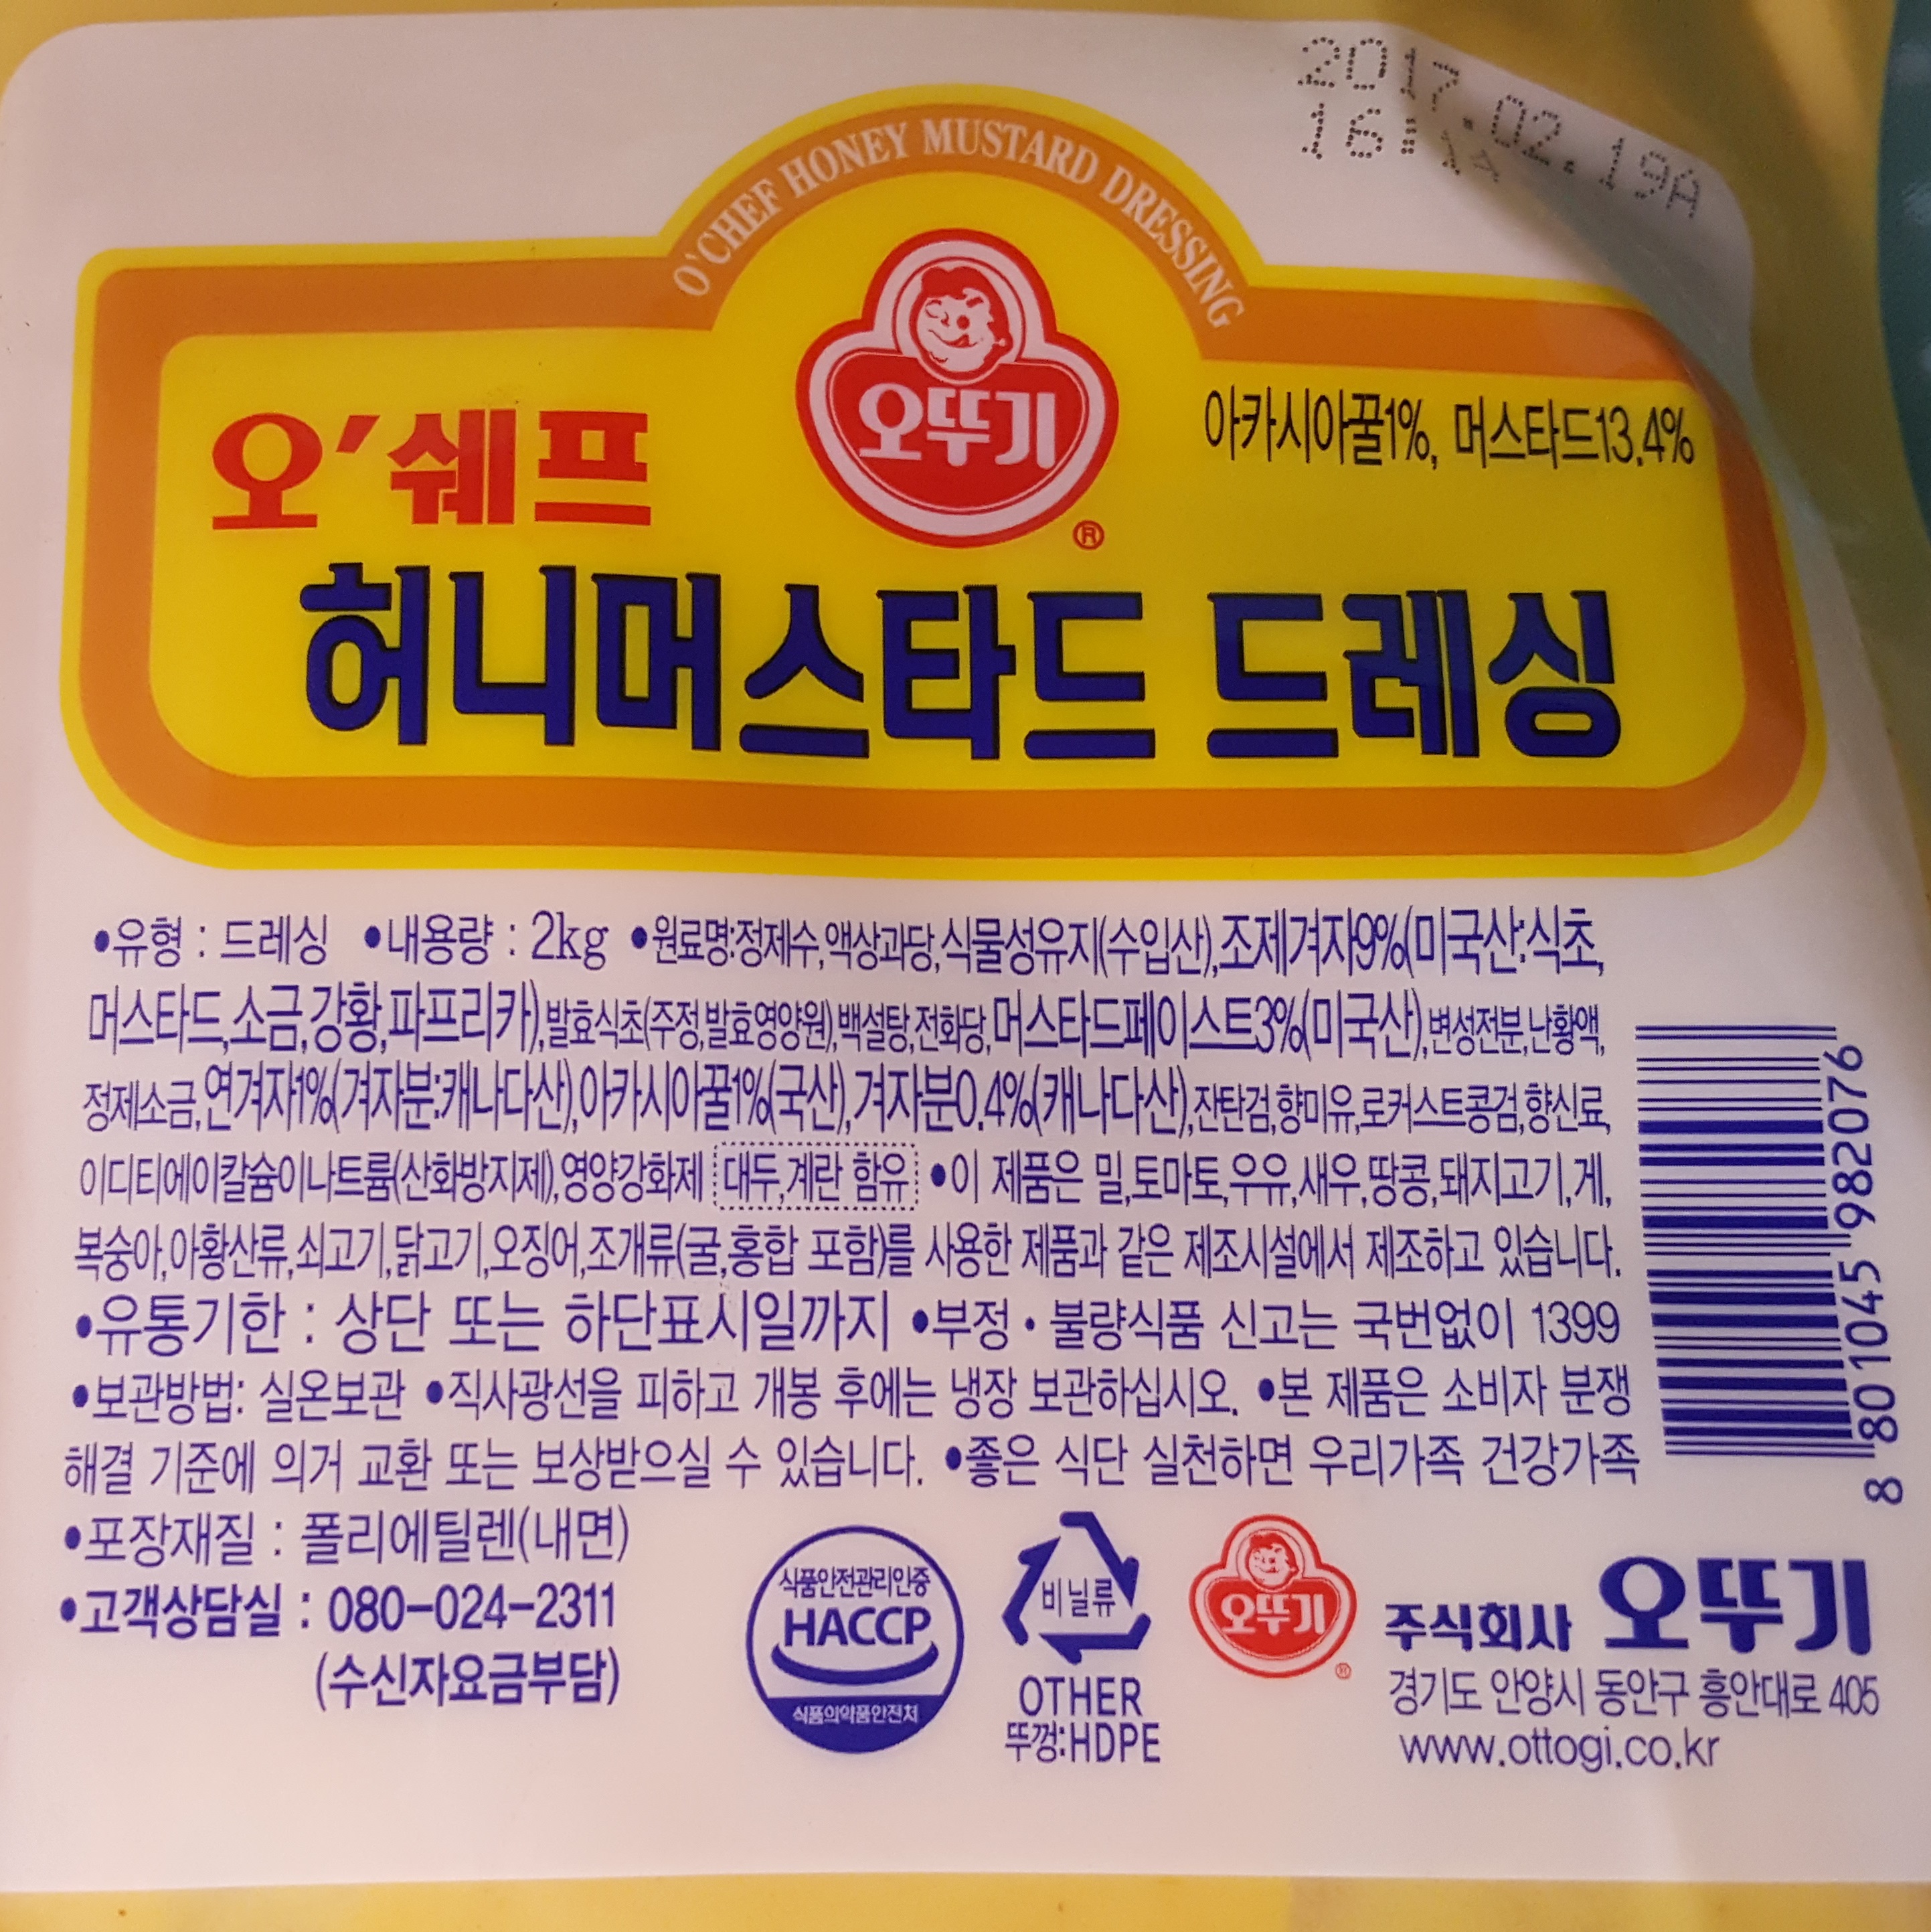 2017.02.19A
16:14
O'CHEF HONEY MUSTARD DRESSING
오뚜기
®
오'쉐프
아카시아꿀1%, 머스타드13.4%
허니머스타드 드레싱
•유형 : 드레싱 •내용량 : 2kg •원료명:정제수,액상과당,식물성유지(수입산),조제겨자9%(미국산:식초,
머스타드,소금,강황,파프리카),발효식초(주정,발효영양원),백설탕,전화당,머스타드페이스트3%(미국산),변성전분,난황액,
정제소금,연겨자1%(겨자분:캐나다산),아카시아꿀1%(국산),겨자분0.4%(캐나다산),잔탄검,향미유,로커스트콩검,향신료,
이디티에이칼슘이나트륨(산화방지제),영양강화제 대두,계란 함유 •이 제품은 밀,토마토,우유,새우,땅콩,돼지고기,게,
복숭아,아황산류,쇠고기,닭고기,오징어,조개류(굴,홍합 포함)를 사용한 제품과 같은 제조시설에서 제조하고 있습니다.
•유통기한 : 상단 또는 하단표시일까지 •부정·불량식품 신고는 국번없이 1399
•보관방법: 실온보관 •직사광선을 피하고 개봉 후에는 냉장 보관하십시오. •본 제품은 소비자 분쟁
해결 기준에 의거 교환 또는 보상받으실 수 있습니다. •좋은 식단 실천하면 우리가족 건강가족
•포장재질 : 폴리에틸렌(내면)
•고객상담실 : 080-024-2311
(수신자요금부담)
식품안전관리인증
HACCP
식품의약품안전처
비닐류
OTHER
뚜껑:HDPE
오뚜기
®
주식회사 오뚜기
경기도 안양시 동안구 흥안대로 405
www.ottogi.co.kr
8 801045 982076